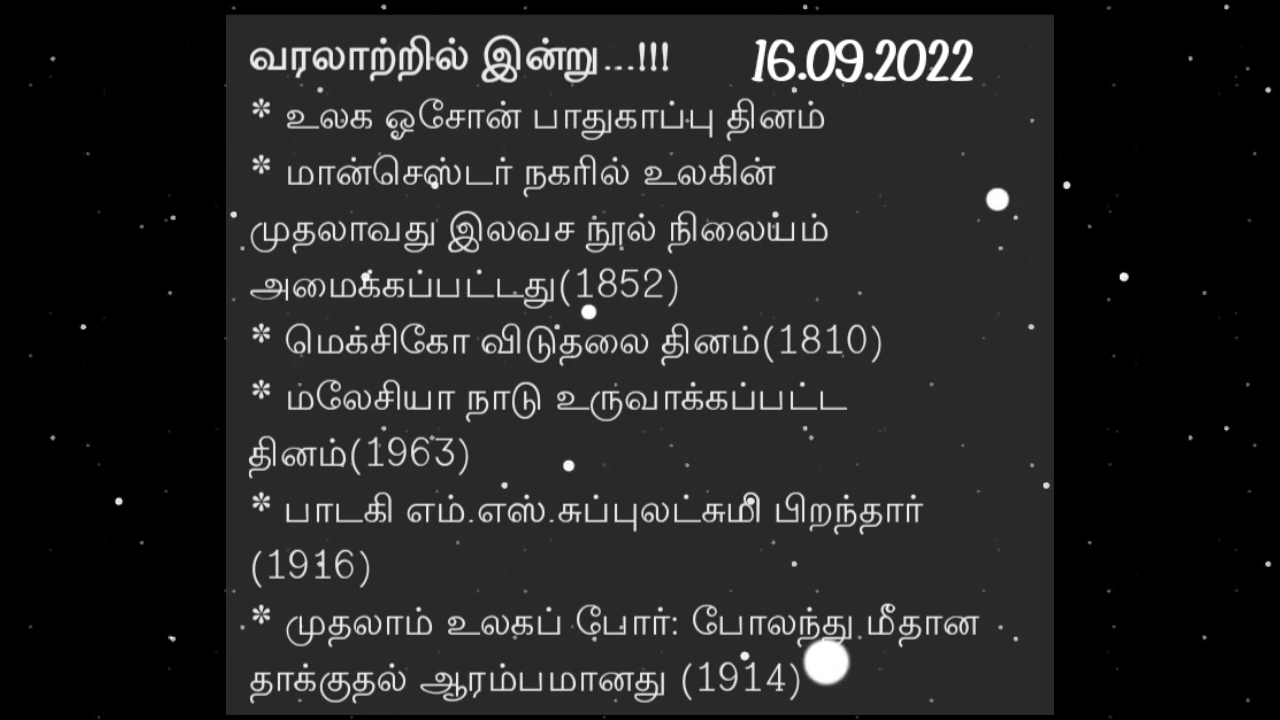 வரலாற்றில் இன்று...!!! 16.09.2022
* உலக ஓசோன் பாதுகாப்பு தினம்
* மான்செஸ்டர் நகரில் உலகின்
முதலாவது இலவச நூல் நிலையம்
அமைக்கப்பட்டது(1852)
* மெக்சிகோ விடுதலை தினம்(1810)
* மலேசியா நாடு உருவாக்கப்பட்ட
தினம்(1963)
* பாடகி எம்.எஸ்.சுப்புலட்சுமி பிறந்தார்
(1916)
* முதலாம் உலகப் போர்: போலந்து மீதான
தாக்குதல் ஆரம்பமானது (1914)